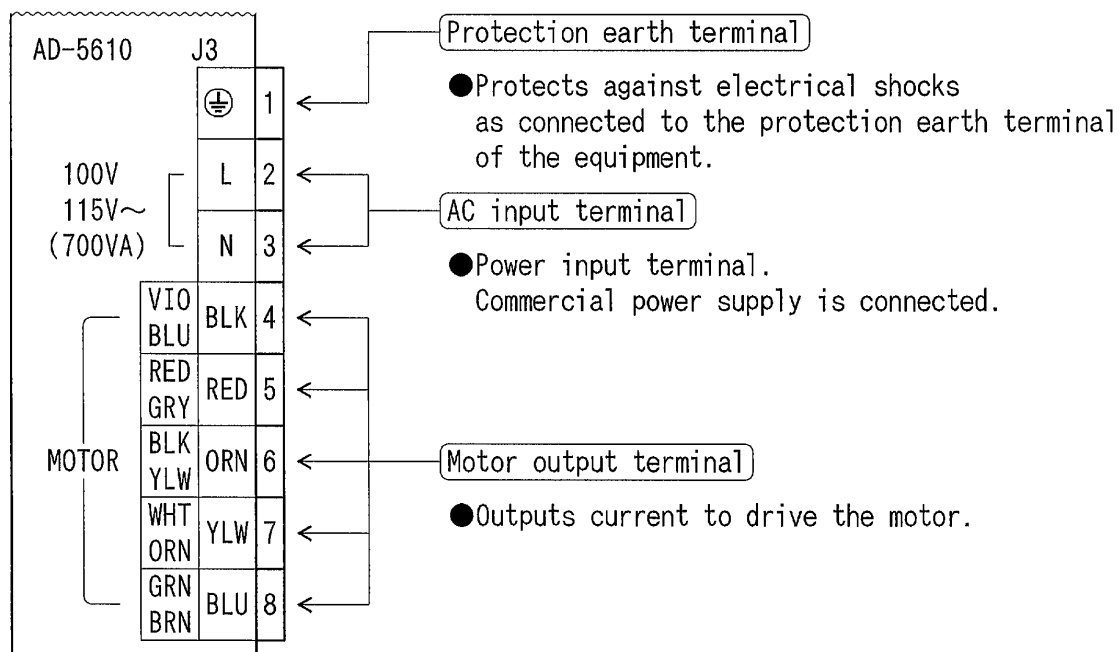 AD-5610 J3
1
100V
115V～
(700VA)
L 2
N 3
MOTOR
VIO
BLU
BLK 4
RED
GRY
RED 5
BLK
YLW
ORN 6
WHT
ORN
YLW 7
GRN
BRN
BLU 8
Protection earth terminal
●Protects against electrical shocks
as connected to the protection earth terminal
of the equipment.
AC input terminal
●Power input terminal.
Commercial power supply is connected.
Motor output terminal
●Outputs current to drive the motor.